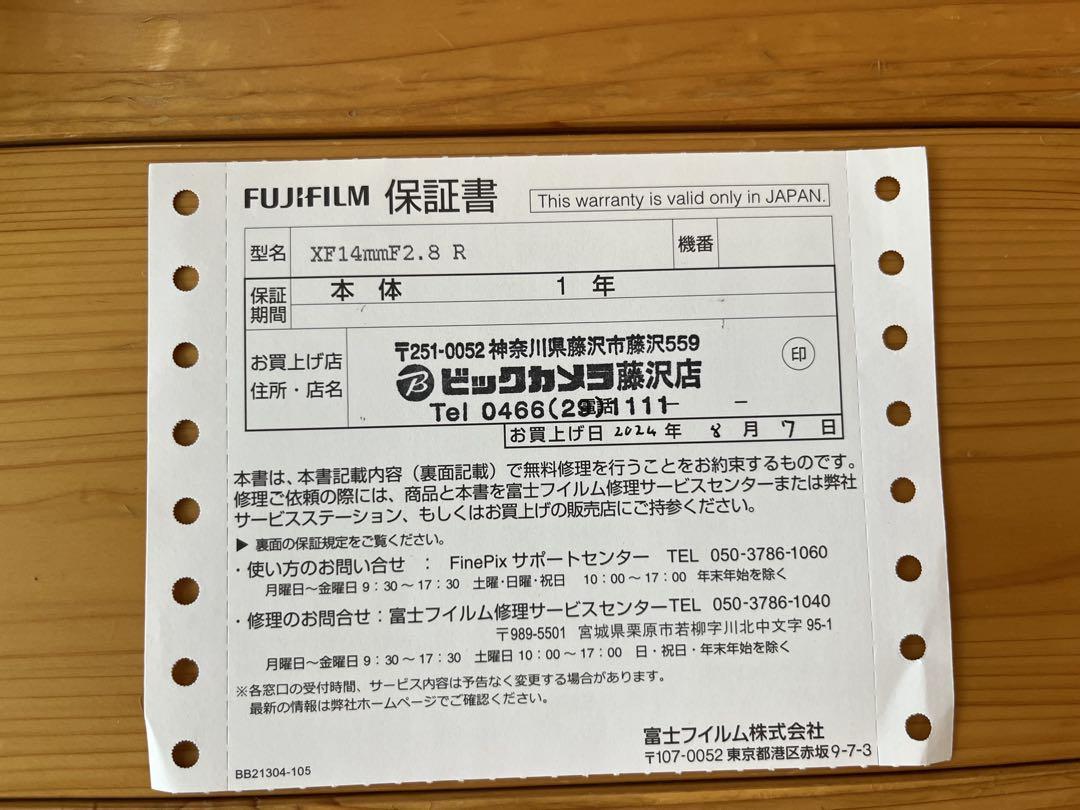 FUJIFILM 保証書 This warranty is valid only in JAPAN.
型名 XF14mmF2.8 R 機番
保証期間 本体 1年
お買上げ店
住所・店名
〒251-0052 神奈川県藤沢市藤沢559
B ビックカメラ藤沢店
Tel 0466(29)1111
電話 — —
印
お買上げ日 2024年 8月 7日
本書は、本書記載内容（裏面記載）で無料修理を行うことをお約束するものです。
修理ご依頼の際には、商品と本書を富士フイルム修理サービスセンターまたは弊社
サービスステーション、もしくはお買上げの販売店にご持参ください。
▶ 裏面の保証規定をご覧ください。
・使い方のお問い合せ ： FinePix サポートセンター TEL 050-3786-1060
月曜日～金曜日 9：30～17：30 土曜・日曜・祝日 10：00～17：00 年末年始を除く
・修理のお問合せ：富士フイルム修理サービスセンターTEL 050-3786-1040
〒989-5501 宮城県栗原市若柳字川北中文字 95-1
月曜日～金曜日 9：30～17：30 土曜日 10：00～17：00 日・祝日・年末年始を除く
※各窓口の受付時間、サービス内容は予告なく変更する場合があります。
最新の情報は弊社ホームページでご確認ください。
富士フイルム株式会社
〒107-0052 東京都港区赤坂9-7-3
BB21304-105